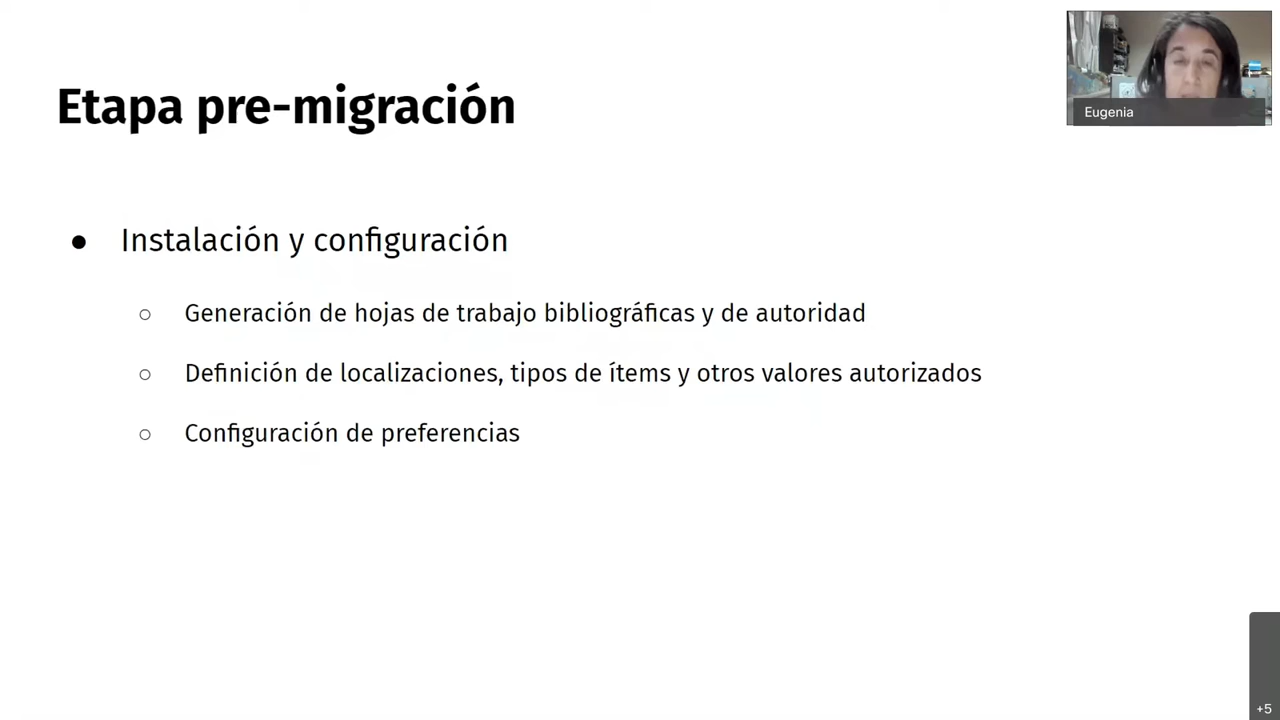 Etapa pre-migración
Eugenia
● Instalación y configuración
○ Generación de hojas de trabajo bibliográficas y de autoridad
○ Definición de localizaciones, tipos de ítems y otros valores autorizados
○ Configuración de preferencias
+5